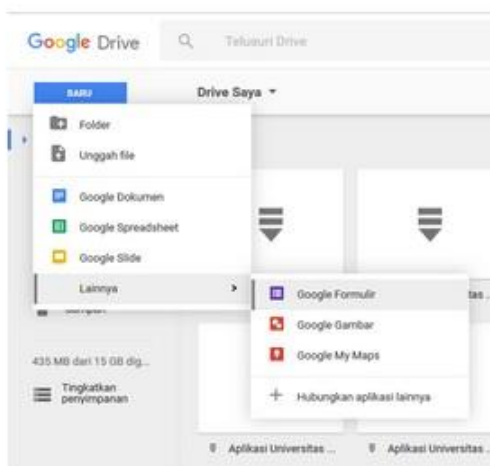 Google Drive
Telusuri Drive
BARU
Drive Saya
Folder
Unggah file
Google Dokumen
Google Spreadsheet
Google Slide
Lainnya
Google Formulir
Google Gambar
Google My Maps
Hubungkan aplikasi lainnya
435 MB dari 15 GB dig...
Tingkatkan
penyimpanan
Aplikasi Universitas ...
Aplikasi Universitas ...